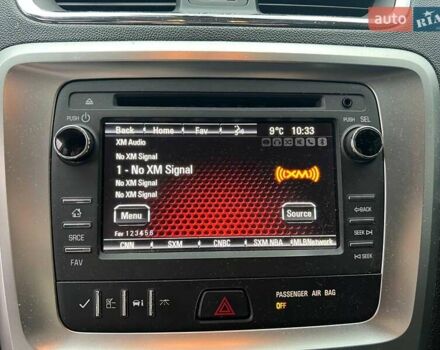 auto RIA
PUSH
PUSH SEL
Back Home Fav 9°C 10:33
XM Audio
No XM Signal
1 - No XM Signal
No XM Signal
No XM Signal
((XM))
Menu Source
Fav 1 2 3 4 5 6
CNN SXM CNBC SXM NBA MLBNetwork
SRCE
FAV
BACK
SEEK
SEEK
PASSENGER AIR BAG
OFF